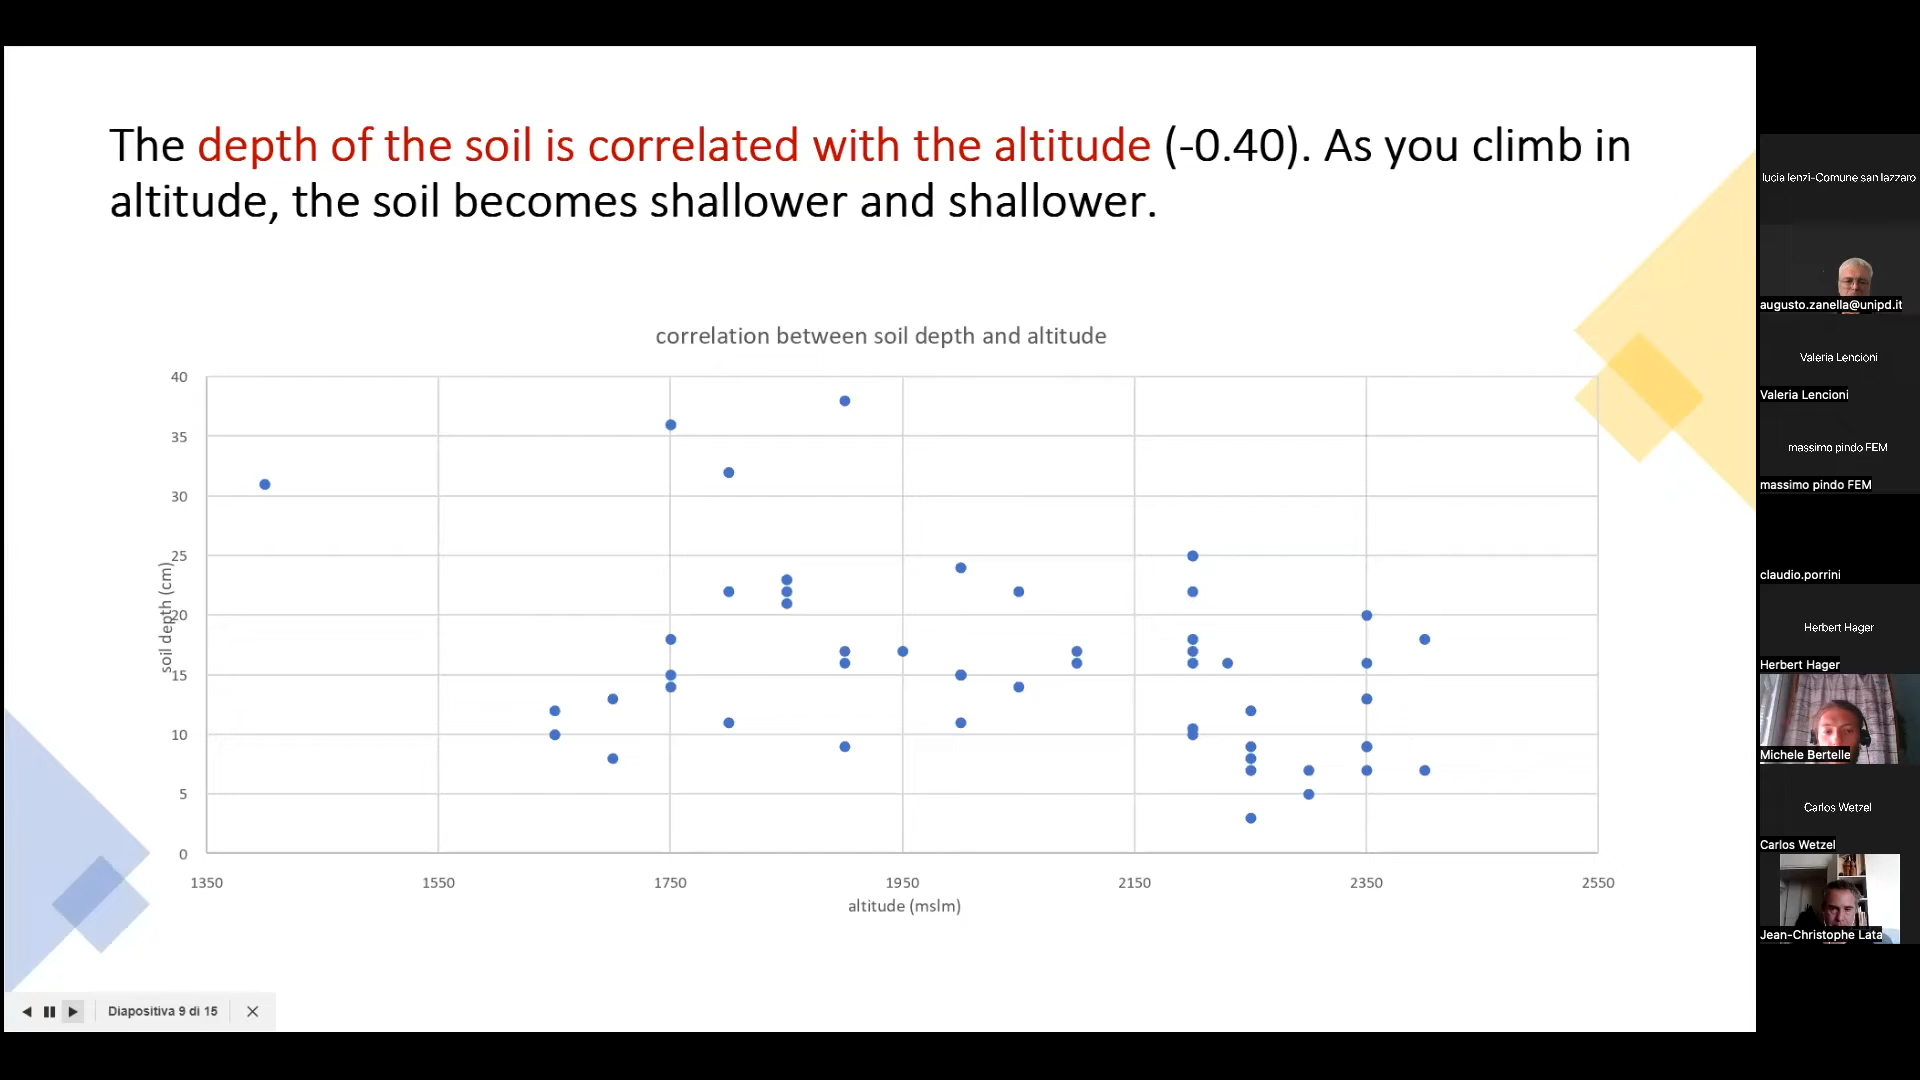 The depth of the soil is correlated with the altitude (-0.40). As you climb in
altitude, the soil becomes shallower and shallower.
correlation between soil depth and altitude
40
35
30
25
20
15
10
5
0
soil depth (cm)
1350 1550 1750 1950 2150 2350 2550
altitude (mslm)
Diapositiva 9 di 15
lucia lenzi-Comune san lazzaro
augusto.zanella@unipd.it
Valeria Lencioni
Valeria Lencioni
massimo pindo FEM
massimo pindo FEM
claudio.porrini
Herbert Hager
Herbert Hager
Michele Bertelle
Carlos Wetzel
Carlos Wetzel
Jean-Christophe Lata